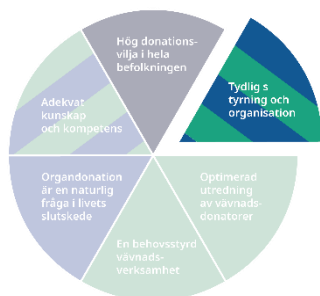 Hög donations-
vilja i hela
befolkningen
Tydlig s
tyrning och
organisation
Adekvat
kunskap
och kompetens
Organdonation
är en naturlig
fråga i livets
slutskede
Optimerad
utredning
av vävnads-
donatorer
En behovsstyrd
vävnads-
verksamhet